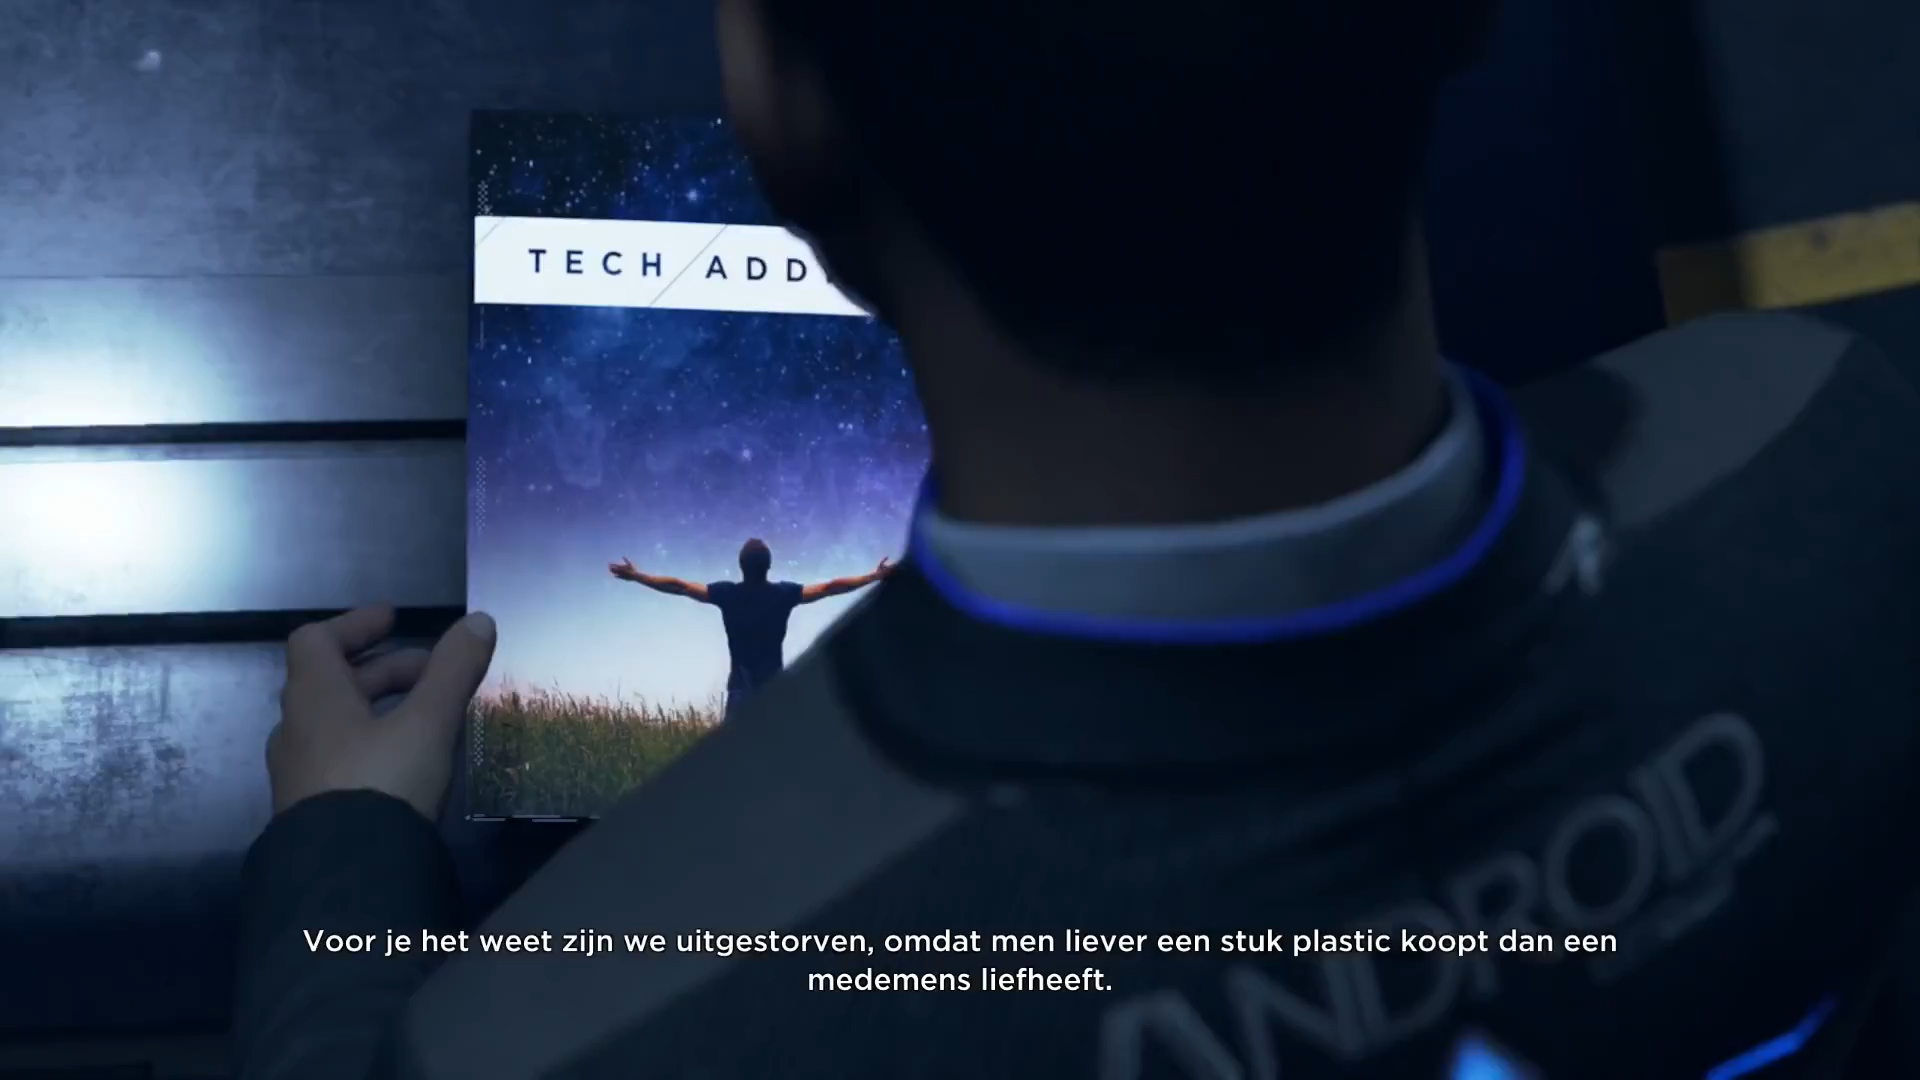 TECH ADD
ANDROID
Voor je het weet zijn we uitgestorven, omdat men liever een stuk plastic koopt dan een
medemens liefheeft.